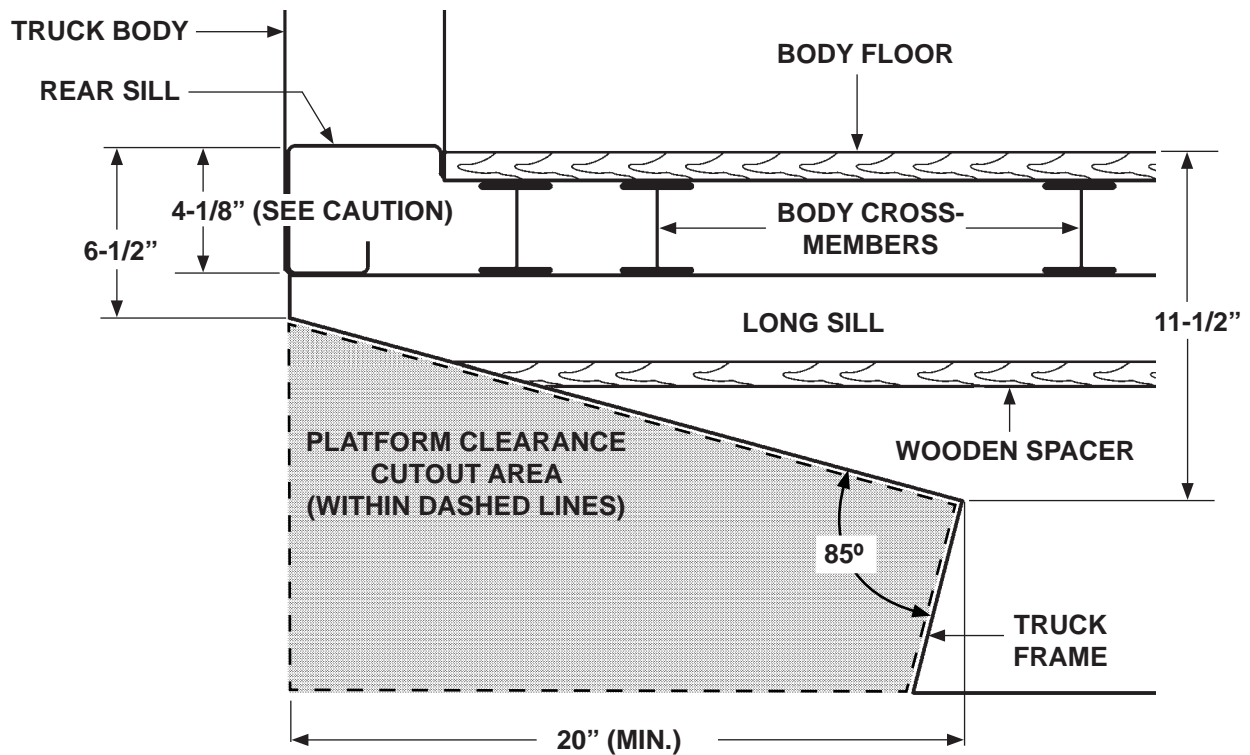 TRUCK BODY
REAR SILL
BODY FLOOR
4-1/8” (SEE CAUTION)
6-1/2”
BODY CROSS-
MEMBERS
LONG SILL
11-1/2”
PLATFORM CLEARANCE
CUTOUT AREA
(WITHIN DASHED LINES)
WOODEN SPACER
85º
TRUCK
FRAME
20” (MIN.)